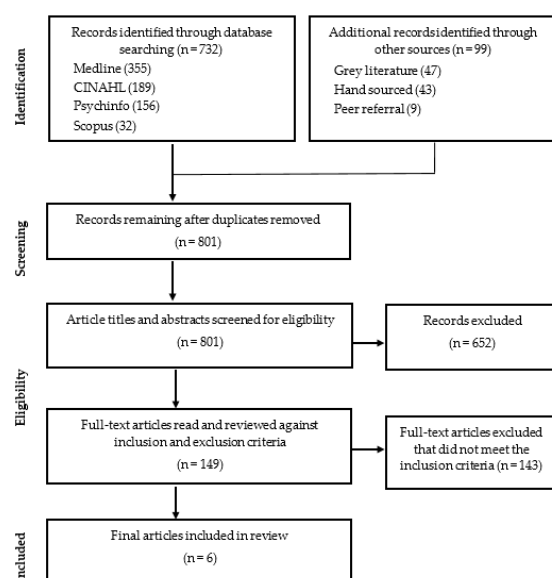 Identification
Records identified through database
searching (n = 732)
Medline (355)
CINAHL (189)
Psychinfo (156)
Scopus (32)
Additional records identified through
other sources (n = 99)
Grey literature (47)
Hand sourced (43)
Peer referral (9)
Screening
Records remaining after duplicates removed
(n = 801)
Eligibility
Article titles and abstracts screened for eligibility
(n = 801)
Records excluded
(n = 652)
Full-text articles read and reviewed against
inclusion and exclusion criteria
n = 149)
Full-text articles excluded
that did not meet the
inclusion criteria (n = 143)
ncluded
Final articles included in review
(n = 6)